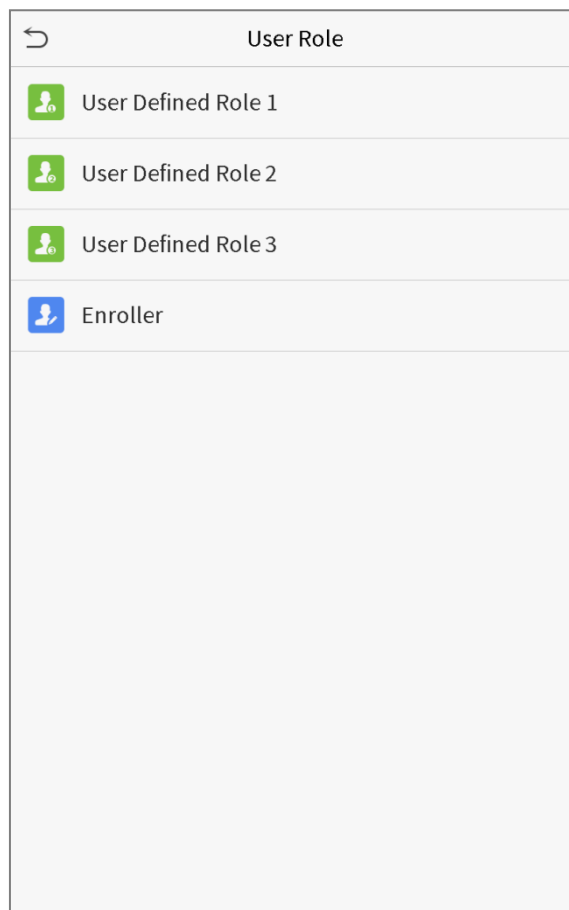 User Role
User Defined Role 1
User Defined Role 2
User Defined Role 3
Enroller